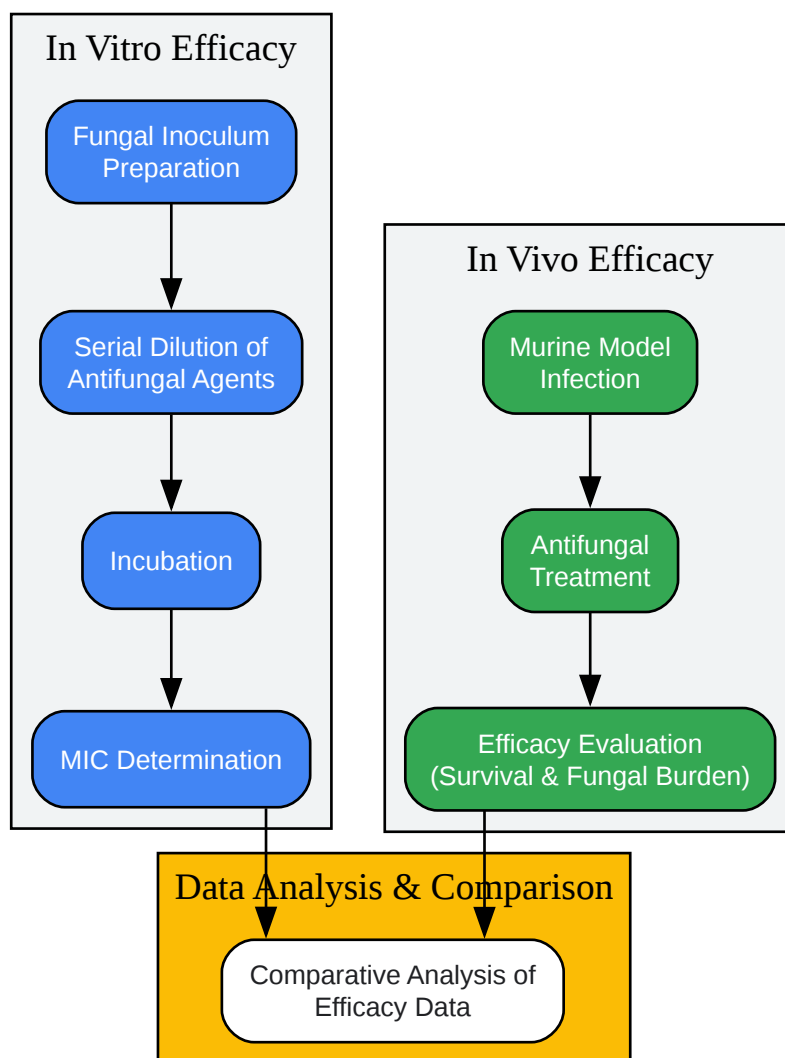 In Vitro Efficacy
Fungal Inoculum
Preparation
Serial Dilution of
Antifungal Agents
Incubation
MIC Determination
In Vivo Efficacy
Murine Model
Infection
Antifungal
Treatment
Efficacy Evaluation
(Survival & Fungal Burden)
Data Analysis & Comparison
Comparative Analysis of
Efficacy Data